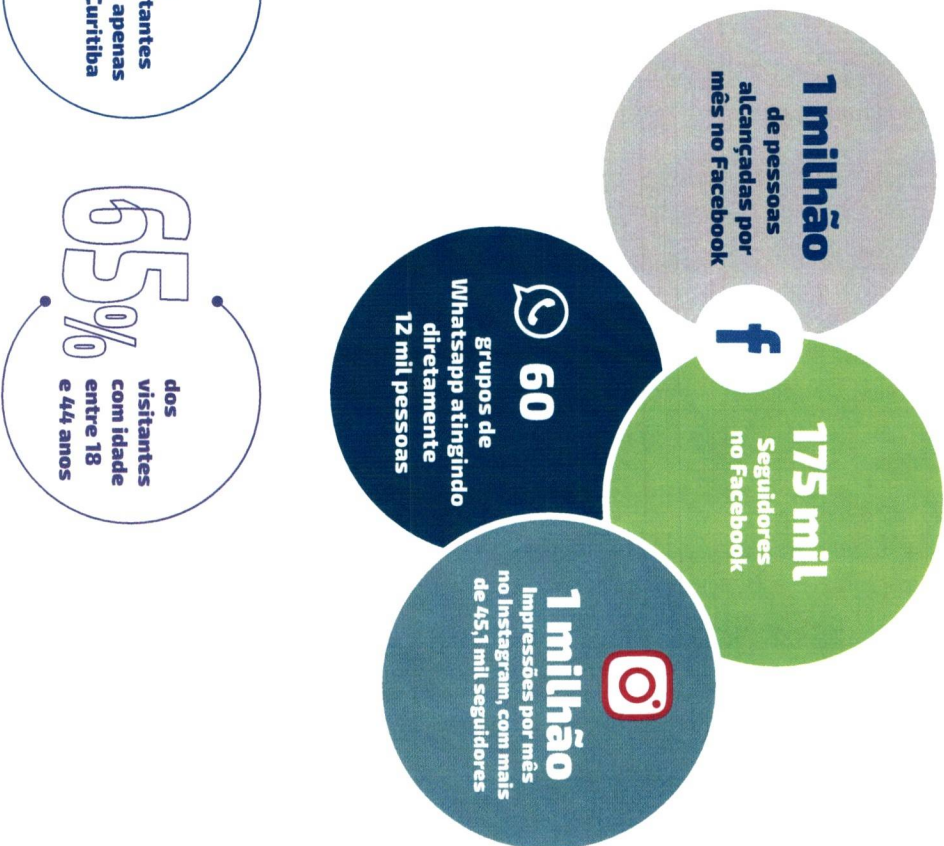 1 milhão
de pessoas
alcançadas por
mês no Facebook
175 mil
Seguidores
no Facebook
60
grupos de
Whatsapp atingindo
diretamente
12 mil pessoas
1 milhão
Impressões por mês
no Instagram, com mais
de 45,1 mil seguidores
tantes
apenas
Curitiba
65%
dos
visitantes
com idade
entre 18
e 44 anos